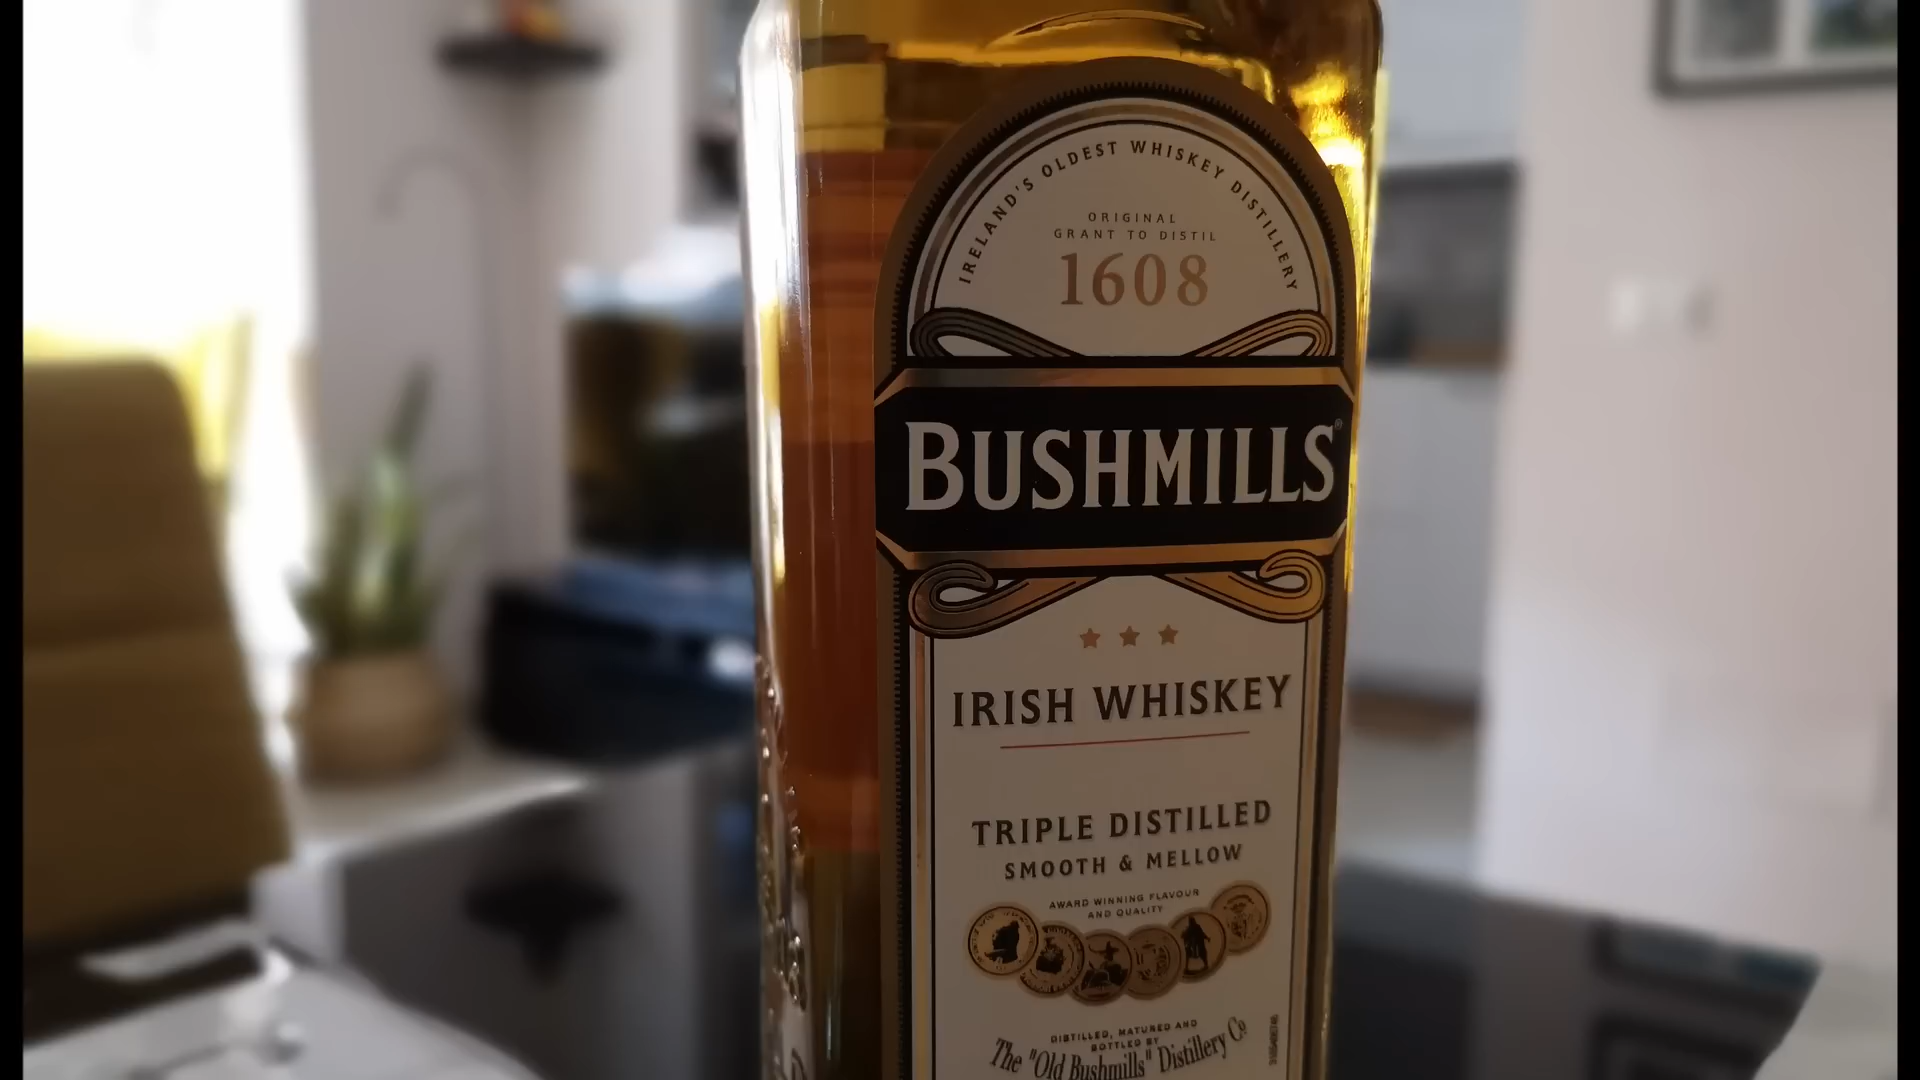 IRELAND'S OLDEST WHISKEY DISTILLERY
ORIGINAL
GRANT TO DISTIL
1608
BUSHMILLS®
IRISH WHISKEY
TRIPLE DISTILLED
SMOOTH & MELLOW
AWARD WINNING FLAVOUR
AND QUALITY
DISTILLED, MATURED AND
BOTTLED BY
The "Old Bushmills" Distillery Co